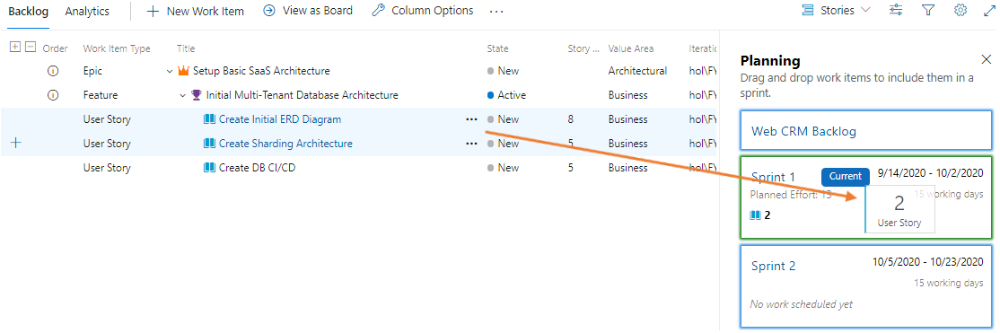 Backlog Analytics New Work Item View as Board Column Options ... Stories
Order Work Item Type Title State Story ... Value Area Iteratio
Epic Setup Basic SaaS Architecture New Architectural hol\FY
Feature Initial Multi-Tenant Database Architecture Active Business hol\FY
User Story Create Initial ERD Diagram ... New 8 Business hol\FY
User Story Create Sharding Architecture ... New 5 Business hol\FY
User Story Create DB CI/CD New 5 Business hol\FY
Planning
Drag and drop work items to include them in a
sprint.
Web CRM Backlog
Sprint 1 Current 9/14/2020 - 10/2/2020
Planned Effort: 13 15 working days
2
2
User Story
Sprint 2 10/5/2020 - 10/23/2020
15 working days
No work scheduled yet